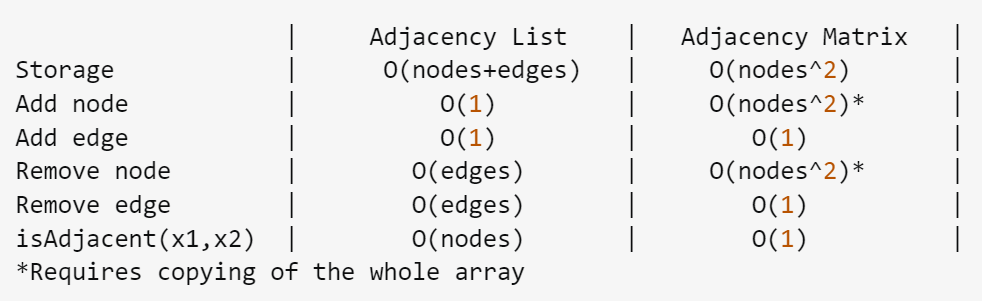 | Adjacency List | Adjacency Matrix |
Storage | O(nodes+edges) | O(nodes^2) |
Add node | O(1) | O(nodes^2)* |
Add edge | O(1) | O(1) |
Remove node | O(edges) | O(nodes^2)* |
Remove edge | O(edges) | O(1) |
isAdjacent(x1,x2) | O(nodes) | O(1) |
*Requires copying of the whole array